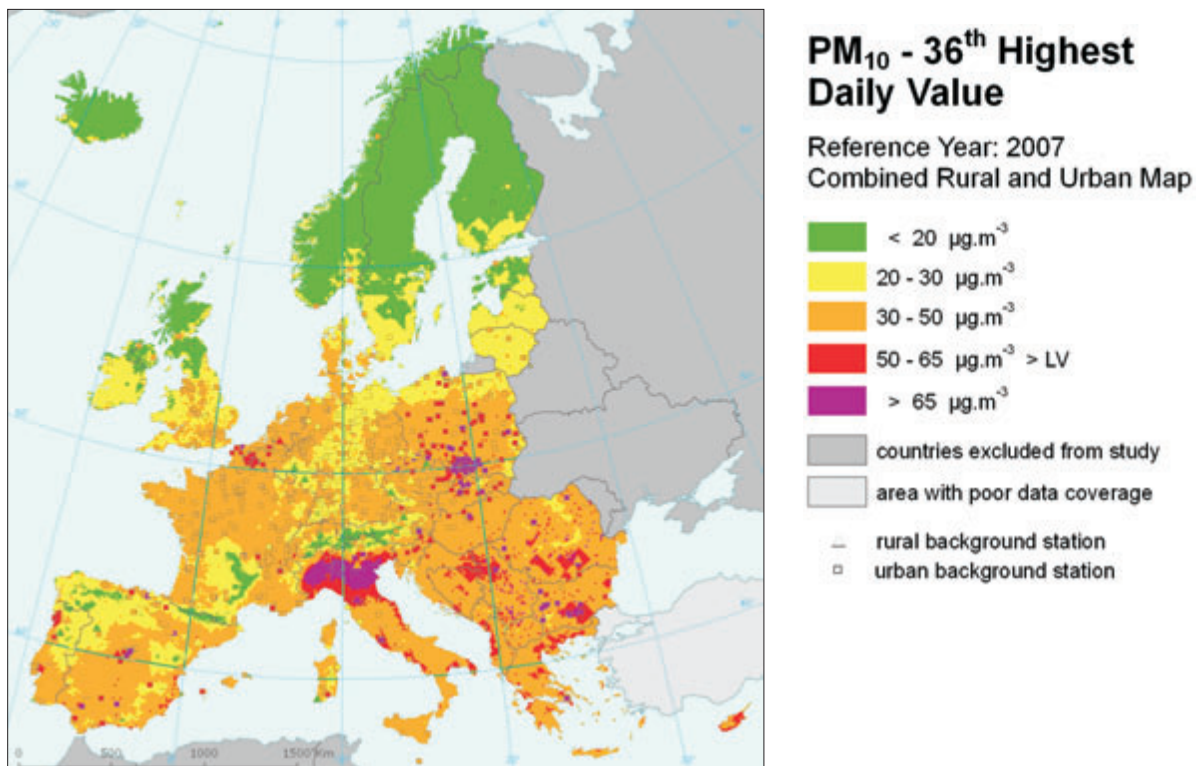 PM₁₀ - 36ᵗʰ Highest
Daily Value
Reference Year: 2007
Combined Rural and Urban Map
< 20 µg.m⁻³
20 - 30 µg.m⁻³
30 - 50 µg.m⁻³
50 - 65 µg.m⁻³ > LV
> 65 µg.m⁻³
countries excluded from study
area with poor data coverage
rural background station
urban background station
0 500 1000 1500 Km